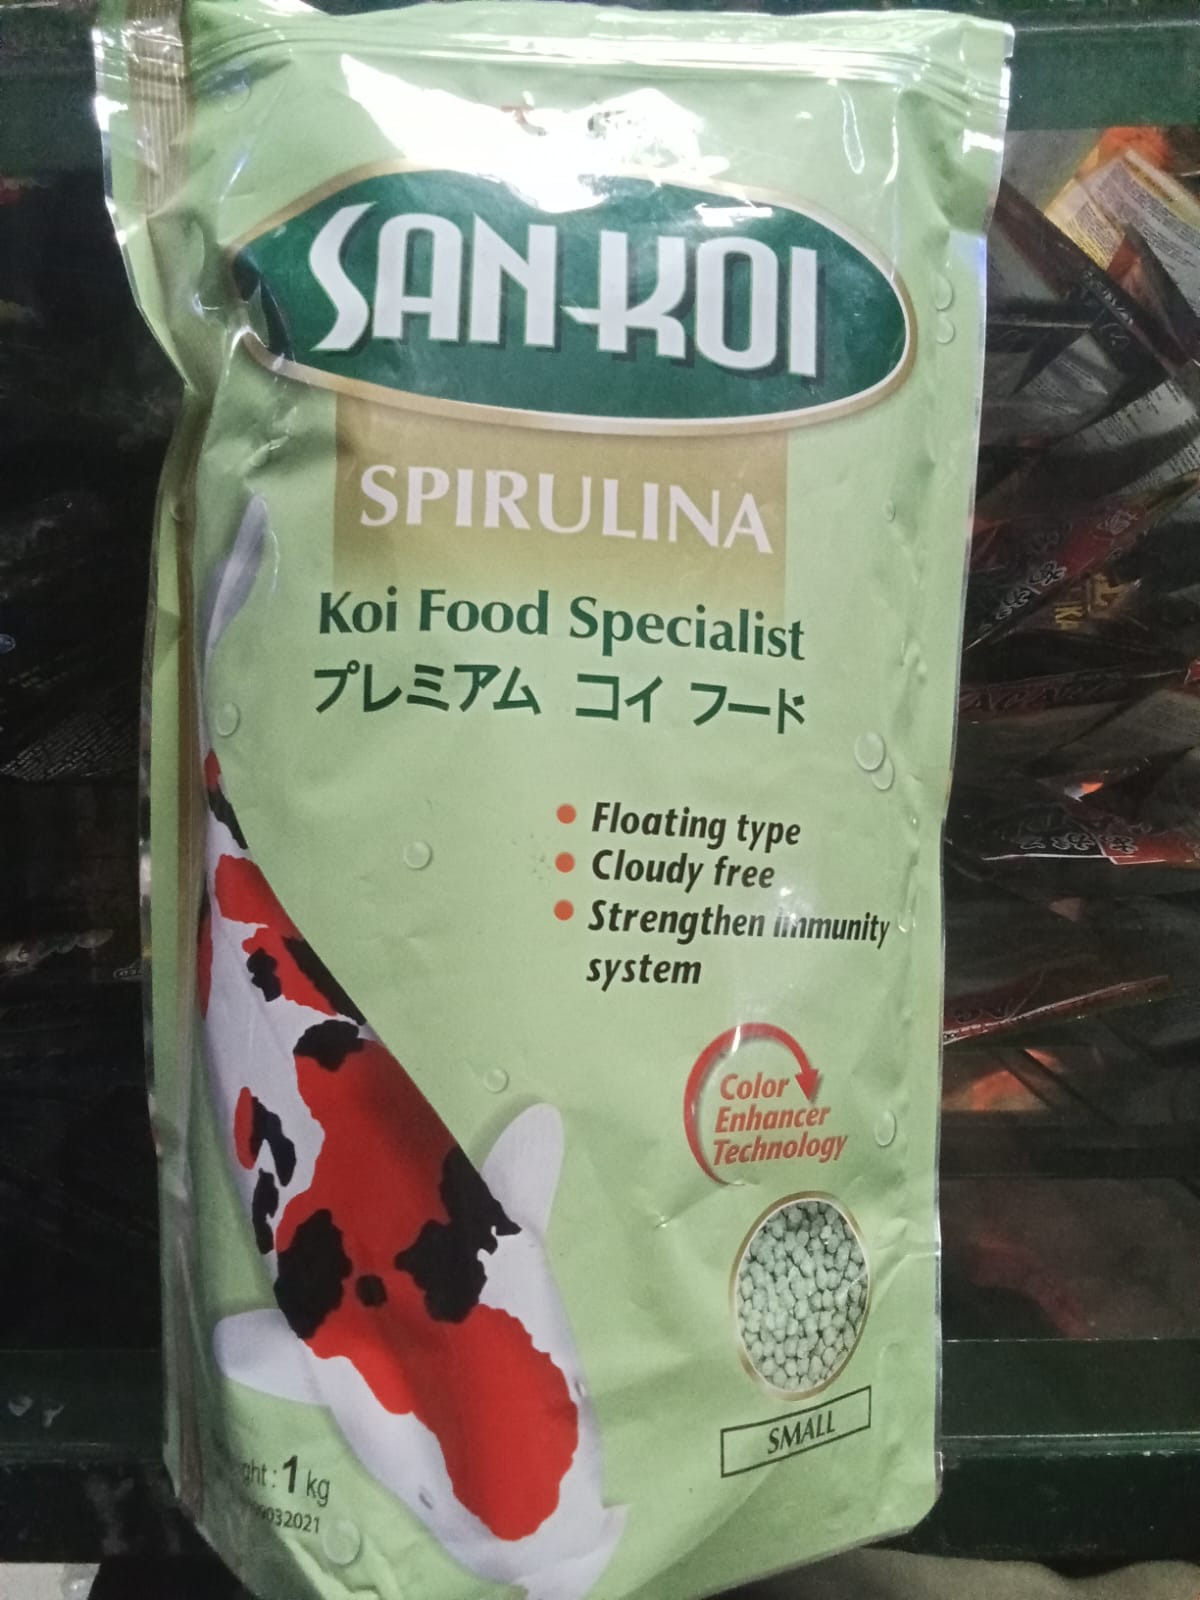 SAN-KOI
SPIRULINA
Koi Food Specialist
プレミアム コイ フード
Floating type
Cloudy free
Strengthen immunity
system
Color
Enhancer
Technology
SMALL
1 kg